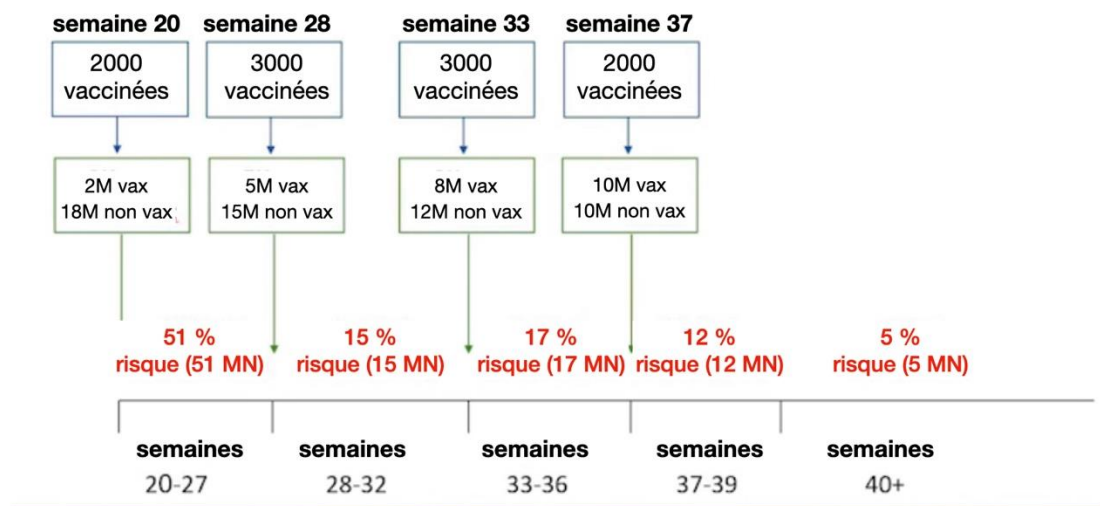 semaine 20
semaine 28
semaine 33
semaine 37
2000
vaccinées
3000
vaccinées
3000
vaccinées
2000
vaccinées
2M vax
18M non vax
5M vax
15M non vax
8M vax
12M non vax
10M vax
10M non vax
51 %
risque (51 MN)
15 %
risque (15 MN)
17 %
risque (17 MN)
12 %
risque (12 MN)
5 %
risque (5 MN)
semaines
20-27
semaines
28-32
semaines
33-36
semaines
37-39
semaines
40+